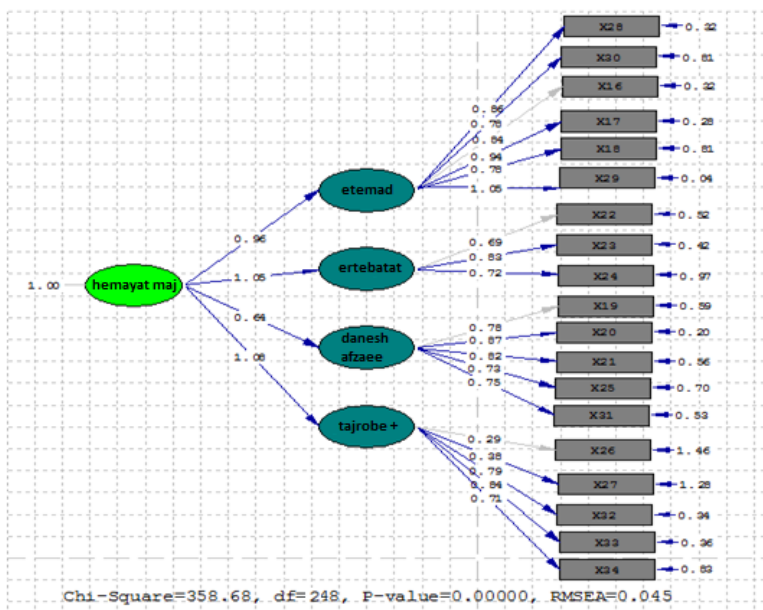 X28
0.32
X30
0.81
X16
0.32
0.86
0.78
0.84
0.94
0.78
1.05
X17
0.28
X18
0.81
X29
0.04
etemad
X22
0.52
0.96
0.69
0.83
0.72
X23
0.42
1.05
ertebatat
X24
0.97
1.00
hemayat maj
X19
0.59
0.64
0.78
0.87
0.82
0.73
0.75
X20
0.20
danesh
afzaee
X21
0.56
1.08
X25
0.70
X31
0.53
tajrobe +
0.29
0.38
0.79
0.84
0.71
X26
1.46
X27
1.28
X32
0.34
X33
0.36
X34
0.83
Chi-Square=358.68, df=248, P-value=0.00000, RMSEA=0.045